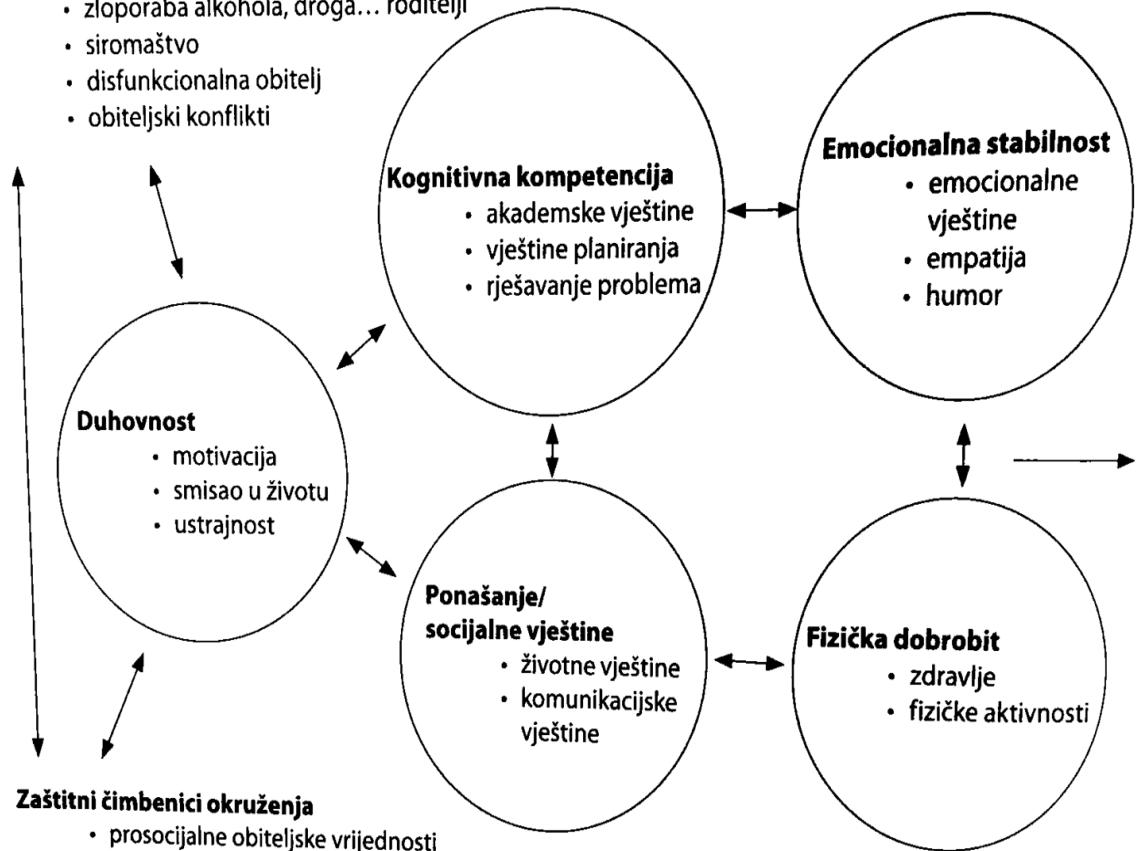 • zloporaba alkohola, droga… roditelji
• siromaštvo
• disfunkcionalna obitelj
• obiteljski konflikti
Kognitivna kompetencija
• akademske vještine
• vještine planiranja
• rješavanje problema
Emocionalna stabilnost
• emocionalne
vještine
• empatija
• humor
Duhovnost
• motivacija
• smisao u životu
• ustrajnost
Ponašanje/
socijalne vještine
• životne vještine
• komunikacijske
vještine
Fizička dobrobit
• zdravlje
• fizičke aktivnosti
Zaštitni čimbenici okruženja
• prosocijalne obiteljske vrijednosti